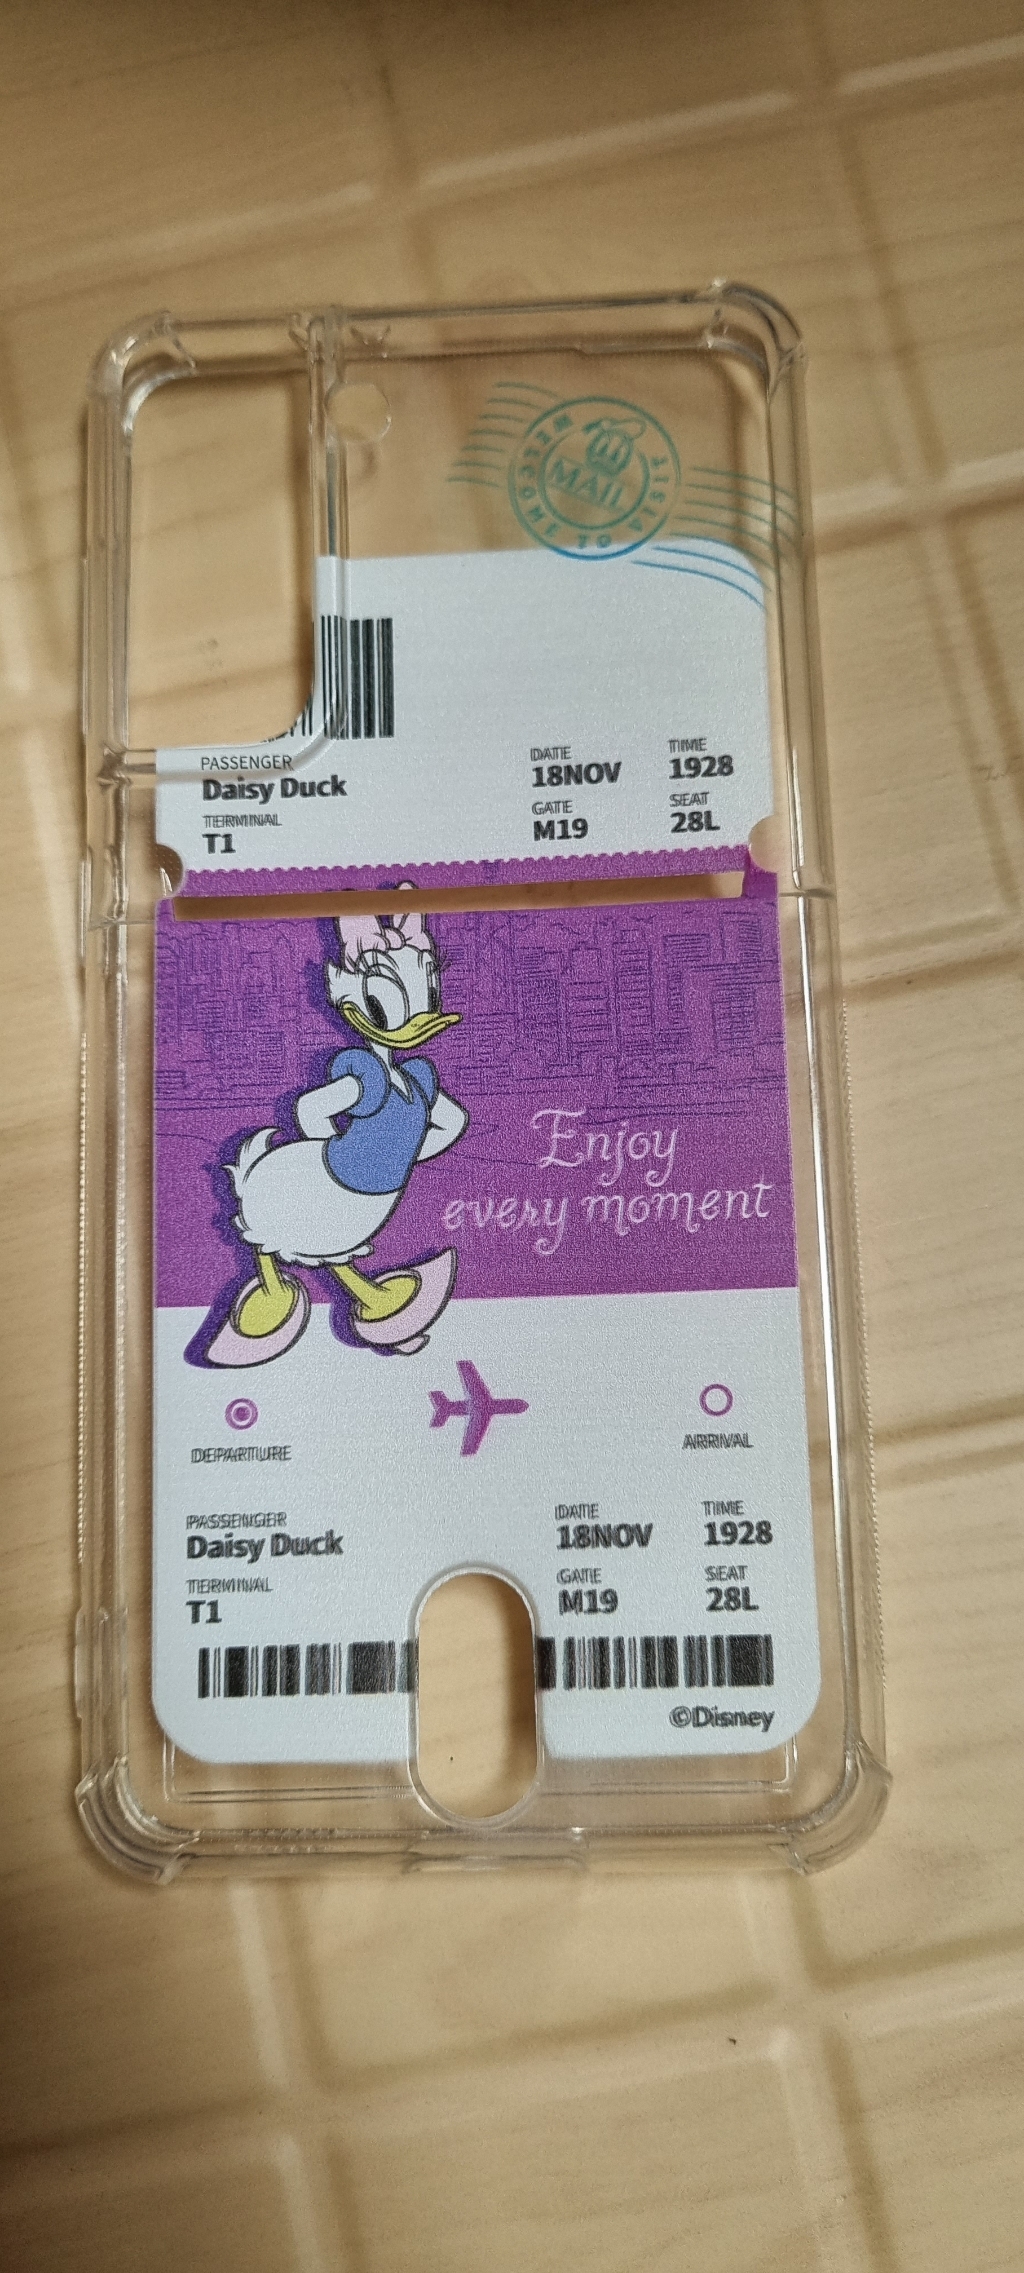 WELCOME TO VISIT
MAIL
PASSENGER DATE TIME
Daisy Duck 18NOV 1928
TERMINAL GATE SEAT
T1 M19 28L
Enjoy
every moment
DEPARTURE ARRIVAL
PASSENGER DATE TIME
Daisy Duck 18NOV 1928
TERMINAL GATE SEAT
T1 M19 28L
©Disney